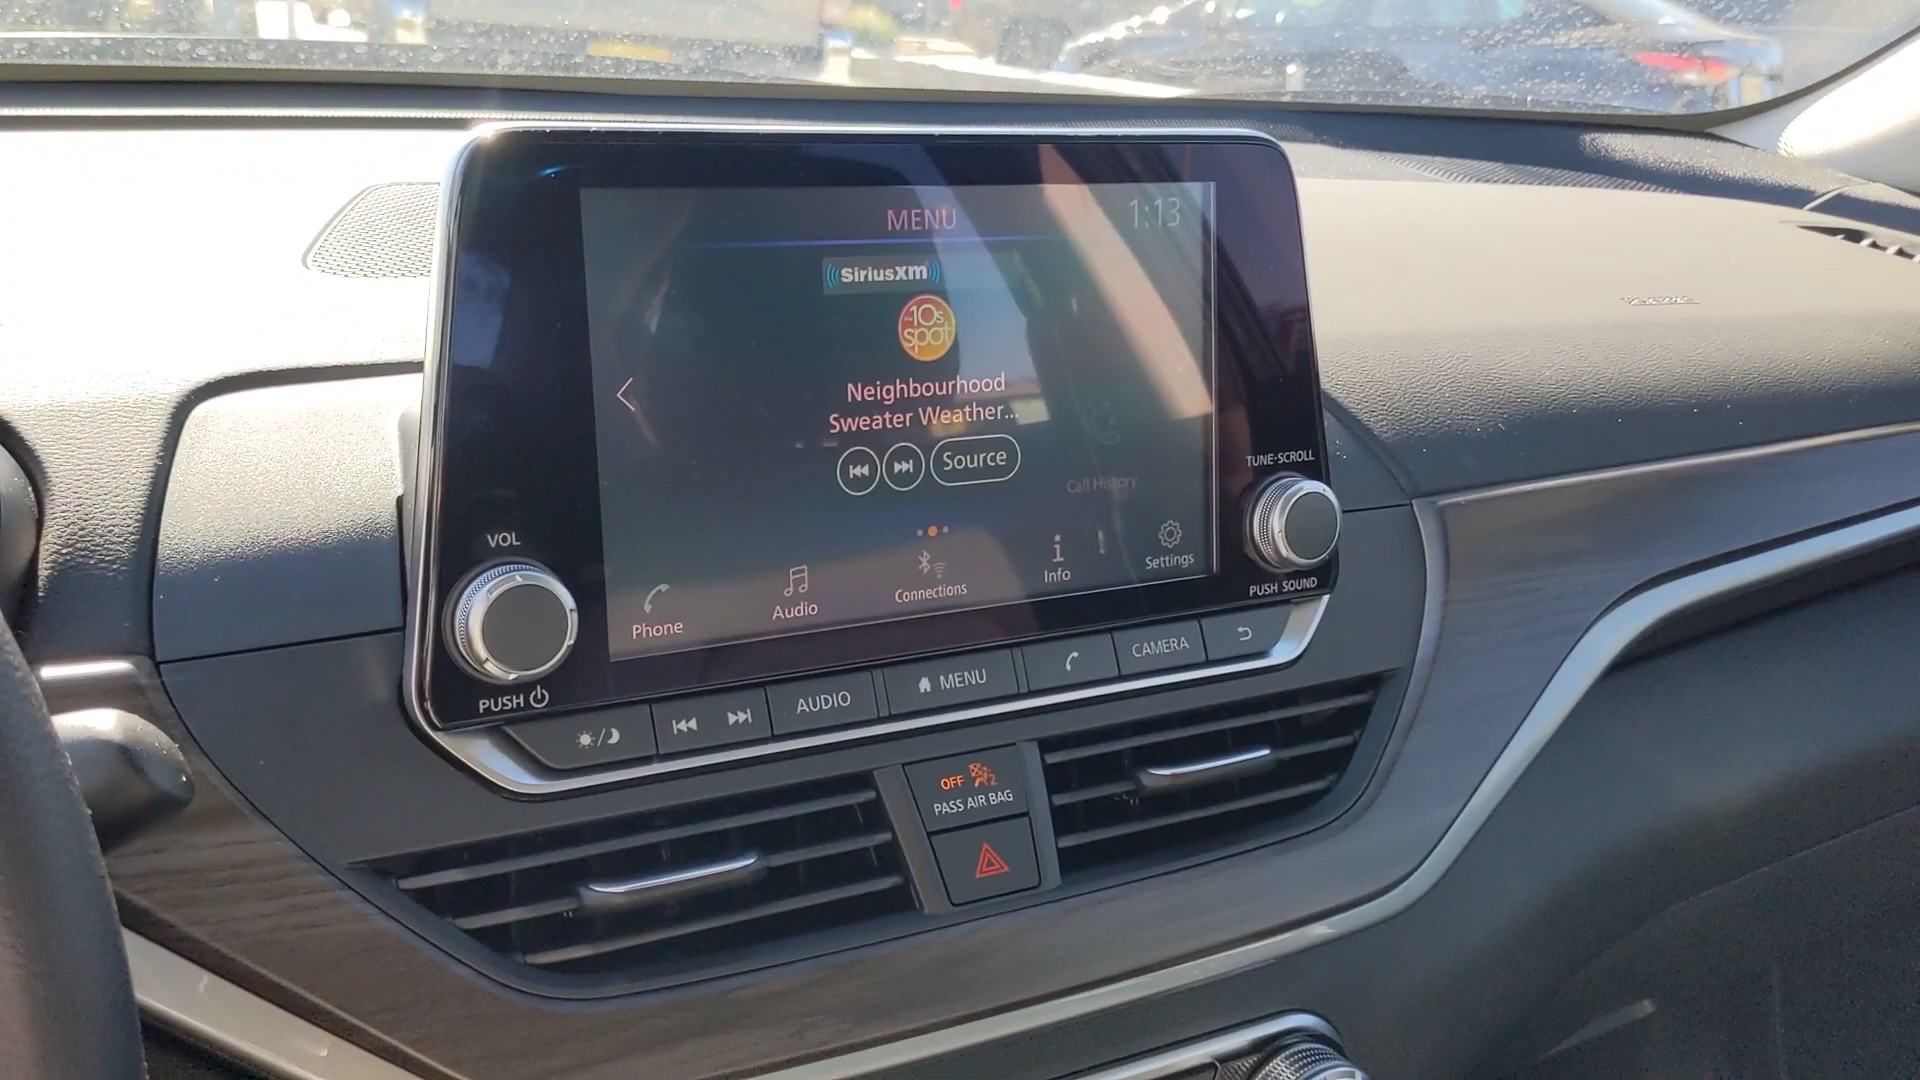 MENU
1:13
SiriusXm
10s
spot
Neighbourhood
Sweater Weather...
Source
Call History
Phone
Audio
Connections
Info
Settings
VOL
PUSH
TUNE·SCROLL
PUSH SOUND
AUDIO
MENU
CAMERA
OFF 2
PASS AIR BAG